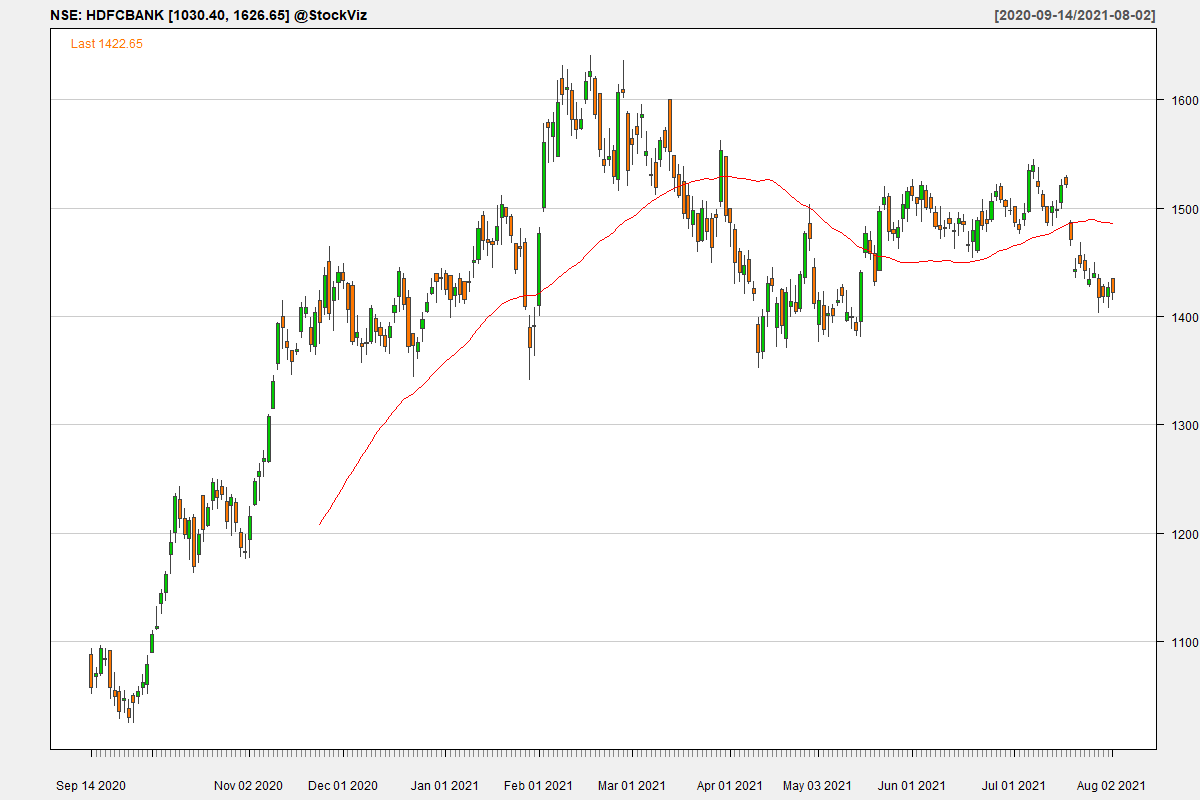 NSE: HDFCBANK [1030.40, 1626.65] @StockViz [2020-09-14/2021-08-02]
Last 1422.65
1600
1500
1400
1300
1200
1100
Sep 14 2020 Nov 02 2020 Dec 01 2020 Jan 01 2021 Feb 01 2021 Mar 01 2021 Apr 01 2021 May 03 2021 Jun 01 2021 Jul 01 2021 Aug 02 2021